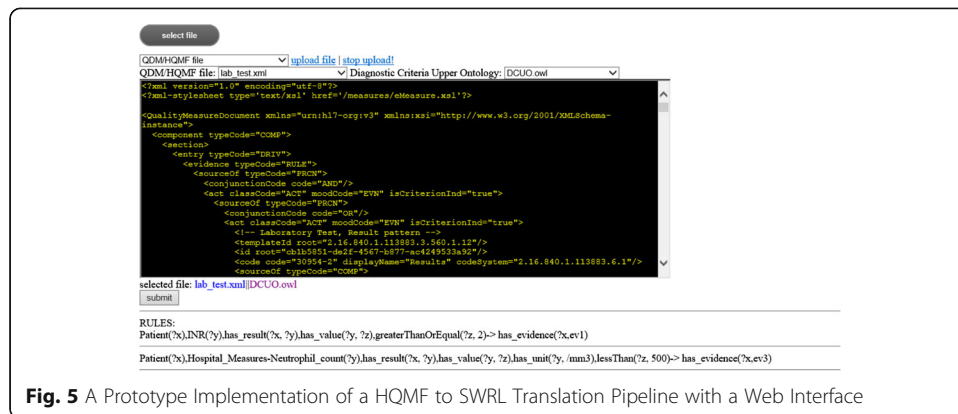 select file
QDM/HQMF file upload file | stop upload!
QDM/HQMF file: lab_test.xml Diagnostic Criteria Upper Ontology: DCUO.owl
<?xml version="1.0" encoding="utf-8"?>
<?xml-stylesheet type='text/xsl' href='/measures/eMeasure.xsl'?>
<QualityMeasureDocument xmlns="urn:hl7-org:v3" xmlns:xsi="http://www.w3.org/2001/XMLSchema-
instance">
<component typeCode="COMP">
<section>
<entry typeCode="DRIV">
<evidence typeCode="RULE">
<sourceOf typeCode="PRCN">
<conjunctionCode code="AND"/>
<act classCode="ACT" moodCode="EVN" isCriterionInd="true">
<sourceOf typeCode="PRCN">
<conjunctionCode code="OR"/>
<act classCode="ACT" moodCode="EVN" isCriterionInd="true">
<!-- Laboratory Test, Result pattern -->
<templateId root="2.16.840.1.113883.3.560.1.12"/>
<id root="cb1b5851-de2f-4567-b877-ac4249533a92"/>
<code code="30954-2" displayName="Results" codeSystem="2.16.840.1.113883.6.1"/>
<sourceOf typeCode="COMP">
selected file: lab_test.xml||DCUO.owl
submit
RULES:
Patient(?x),INR(?y),has_result(?x, ?y),has_value(?y, ?z),greaterThanOrEqual(?z, 2)-> has_evidence(?x,ev1)
Patient(?x),Hospital_Measures-Neutrophil_count(?y),has_result(?x, ?y),has_value(?y, ?z),has_unit(?y, /mm3),lessThan(?z, 500)-> has_evidence(?x,ev3)
Fig. 5 A Prototype Implementation of a HQMF to SWRL Translation Pipeline with a Web Interface